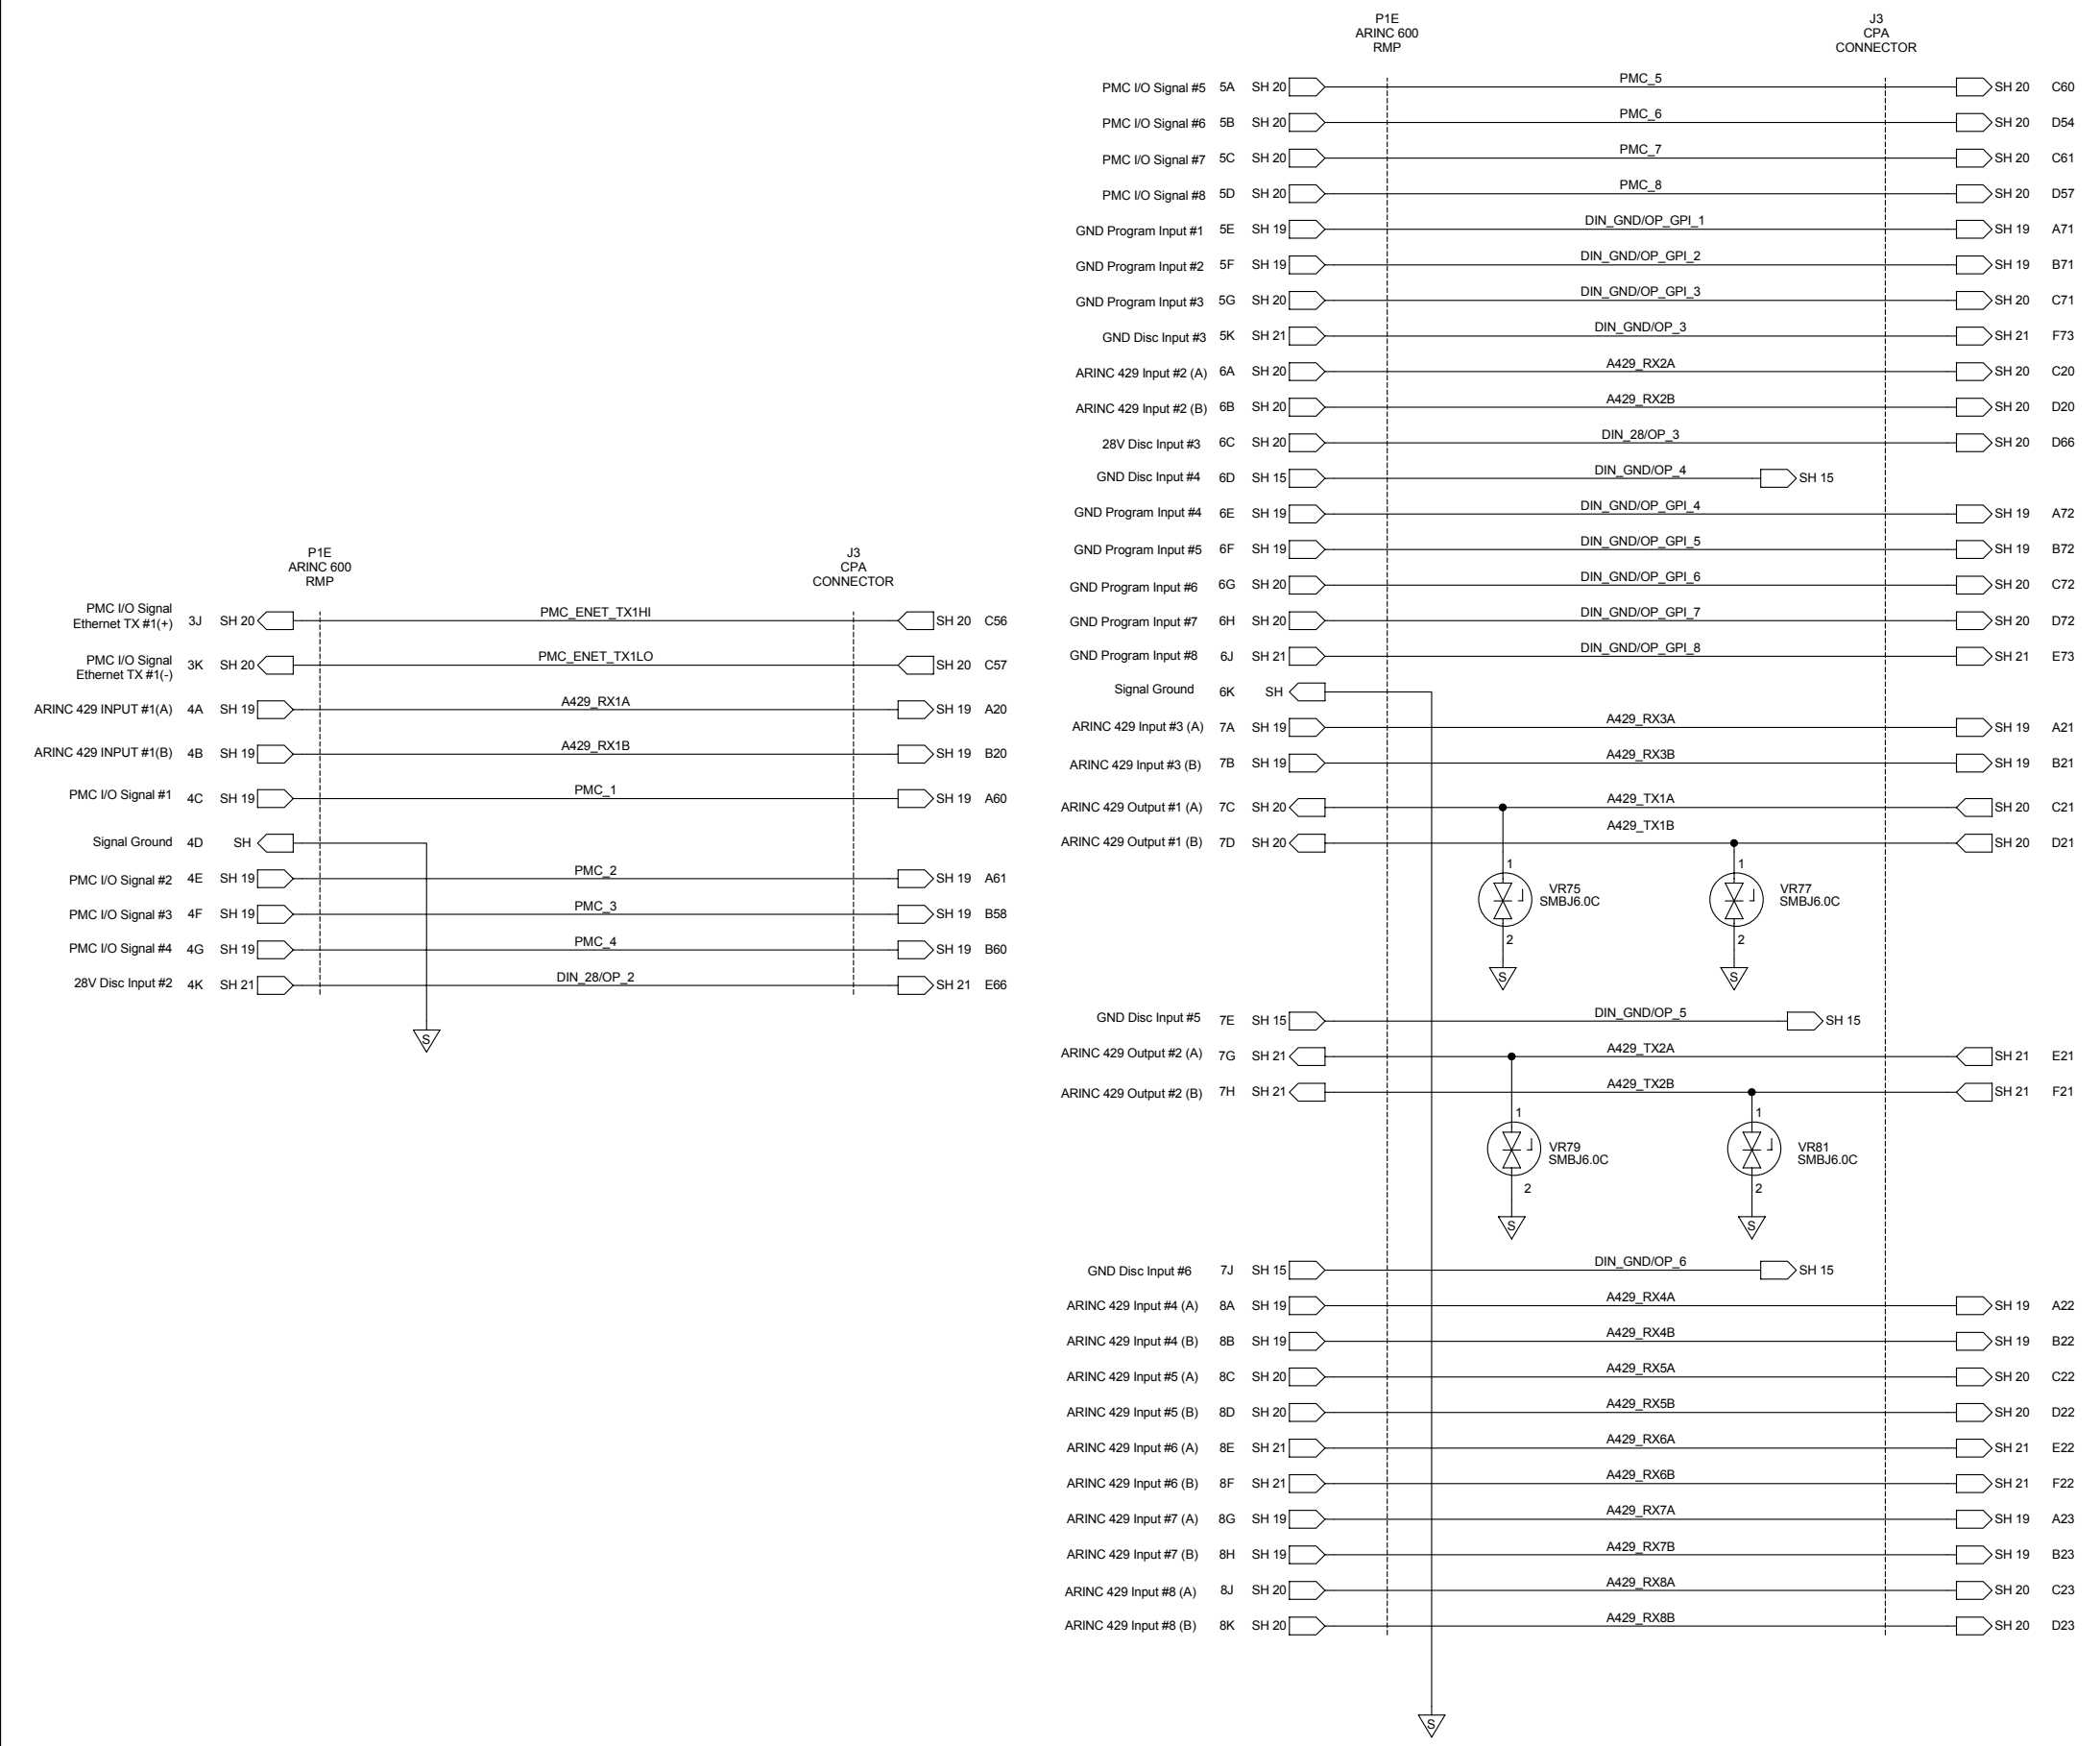 P1E
ARINC 600
RMP
J3
CPA
CONNECTOR
PMC I/O Signal
Ethernet TX #1(+) 3J SH 20 PMC_ENET_TX1HI SH 20 C56
PMC I/O Signal
Ethernet TX #1(-) 3K SH 20 PMC_ENET_TX1LO SH 20 C57
ARINC 429 INPUT #1(A) 4A SH 19 A429_RX1A SH 19 A20
ARINC 429 INPUT #1(B) 4B SH 19 A429_RX1B SH 19 B20
PMC I/O Signal #1 4C SH 19 PMC_1 SH 19 A60
Signal Ground 4D SH
PMC I/O Signal #2 4E SH 19 PMC_2 SH 19 A61
PMC I/O Signal #3 4F SH 19 PMC_3 SH 19 B58
PMC I/O Signal #4 4G SH 19 PMC_4 SH 19 B60
28V Disc Input #2 4K SH 21 DIN_28/OP_2 SH 21 E66
S
P1E
ARINC 600
RMP
J3
CPA
CONNECTOR
PMC I/O Signal #5 5A SH 20 PMC_5 SH 20 C60
PMC I/O Signal #6 5B SH 20 PMC_6 SH 20 D54
PMC I/O Signal #7 5C SH 20 PMC_7 SH 20 C61
PMC I/O Signal #8 5D SH 20 PMC_8 SH 20 D57
GND Program Input #1 5E SH 19 DIN_GND/OP_GPI_1 SH 19 A71
GND Program Input #2 5F SH 19 DIN_GND/OP_GPI_2 SH 19 B71
GND Program Input #3 5G SH 20 DIN_GND/OP_GPI_3 SH 20 C71
GND Disc Input #3 5K SH 21 DIN_GND/OP_3 SH 21 F73
ARINC 429 Input #2 (A) 6A SH 20 A429_RX2A SH 20 C20
ARINC 429 Input #2 (B) 6B SH 20 A429_RX2B SH 20 D20
28V Disc Input #3 6C SH 20 DIN_28/OP_3 SH 20 D66
GND Disc Input #4 6D SH 15 DIN_GND/OP_4 SH 15
GND Program Input #4 6E SH 19 DIN_GND/OP_GPI_4 SH 19 A72
GND Program Input #5 6F SH 19 DIN_GND/OP_GPI_5 SH 19 B72
GND Program Input #6 6G SH 20 DIN_GND/OP_GPI_6 SH 20 C72
GND Program Input #7 6H SH 20 DIN_GND/OP_GPI_7 SH 20 D72
GND Program Input #8 6J SH 21 DIN_GND/OP_GPI_8 SH 21 E73
Signal Ground 6K SH
ARINC 429 Input #3 (A) 7A SH 19 A429_RX3A SH 19 A21
ARINC 429 Input #3 (B) 7B SH 19 A429_RX3B SH 19 B21
ARINC 429 Output #1 (A) 7C SH 20 A429_TX1A SH 20 C21
ARINC 429 Output #1 (B) 7D SH 20 A429_TX1B SH 20 D21
1 1
VR75 VR77
SMBJ6.0C SMBJ6.0C
2 2
S S
GND Disc Input #5 7E SH 15 DIN_GND/OP_5 SH 15
ARINC 429 Output #2 (A) 7G SH 21 A429_TX2A SH 21 E21
ARINC 429 Output #2 (B) 7H SH 21 A429_TX2B SH 21 F21
1 1
VR79 VR81
SMBJ6.0C SMBJ6.0C
2 2
S S
GND Disc Input #6 7J SH 15 DIN_GND/OP_6 SH 15
ARINC 429 Input #4 (A) 8A SH 19 A429_RX4A SH 19 A22
ARINC 429 Input #4 (B) 8B SH 19 A429_RX4B SH 19 B22
ARINC 429 Input #5 (A) 8C SH 20 A429_RX5A SH 20 C22
ARINC 429 Input #5 (B) 8D SH 20 A429_RX5B SH 20 D22
ARINC 429 Input #6 (A) 8E SH 21 A429_RX6A SH 21 E22
ARINC 429 Input #6 (B) 8F SH 21 A429_RX6B SH 21 F22
ARINC 429 Input #7 (A) 8G SH 19 A429_RX7A SH 19 A23
ARINC 429 Input #7 (B) 8H SH 19 A429_RX7B SH 19 B23
ARINC 429 Input #8 (A) 8J SH 20 A429_RX8A SH 20 C23
ARINC 429 Input #8 (B) 8K SH 20 A429_RX8B SH 20 D23
S